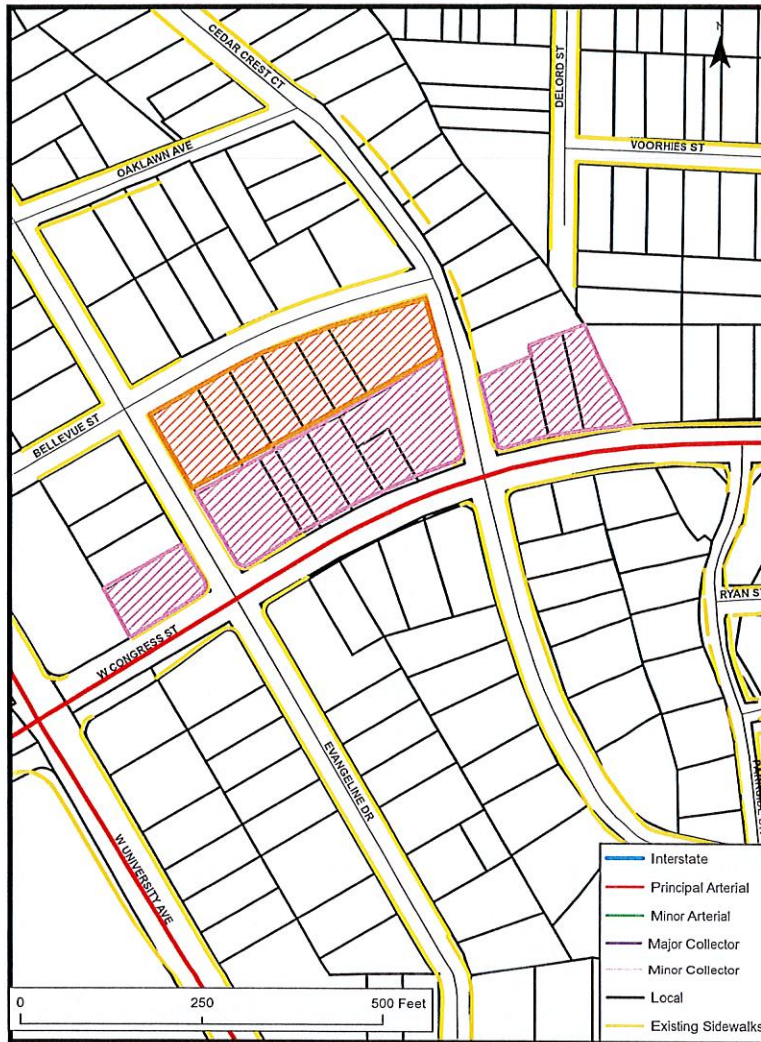 CEDAR CREST CT
N
DELORD ST
OAKLAWN AVE
VOORHIES ST
BELLEVUE ST
W CONGRESS ST
RYAN ST
EVANGELINE DR
W UNIVERSITY AVE
Interstate
Principal Arterial
Minor Arterial
Major Collector
Minor Collector
Local
Existing Sidewalks
0 250 500 Feet